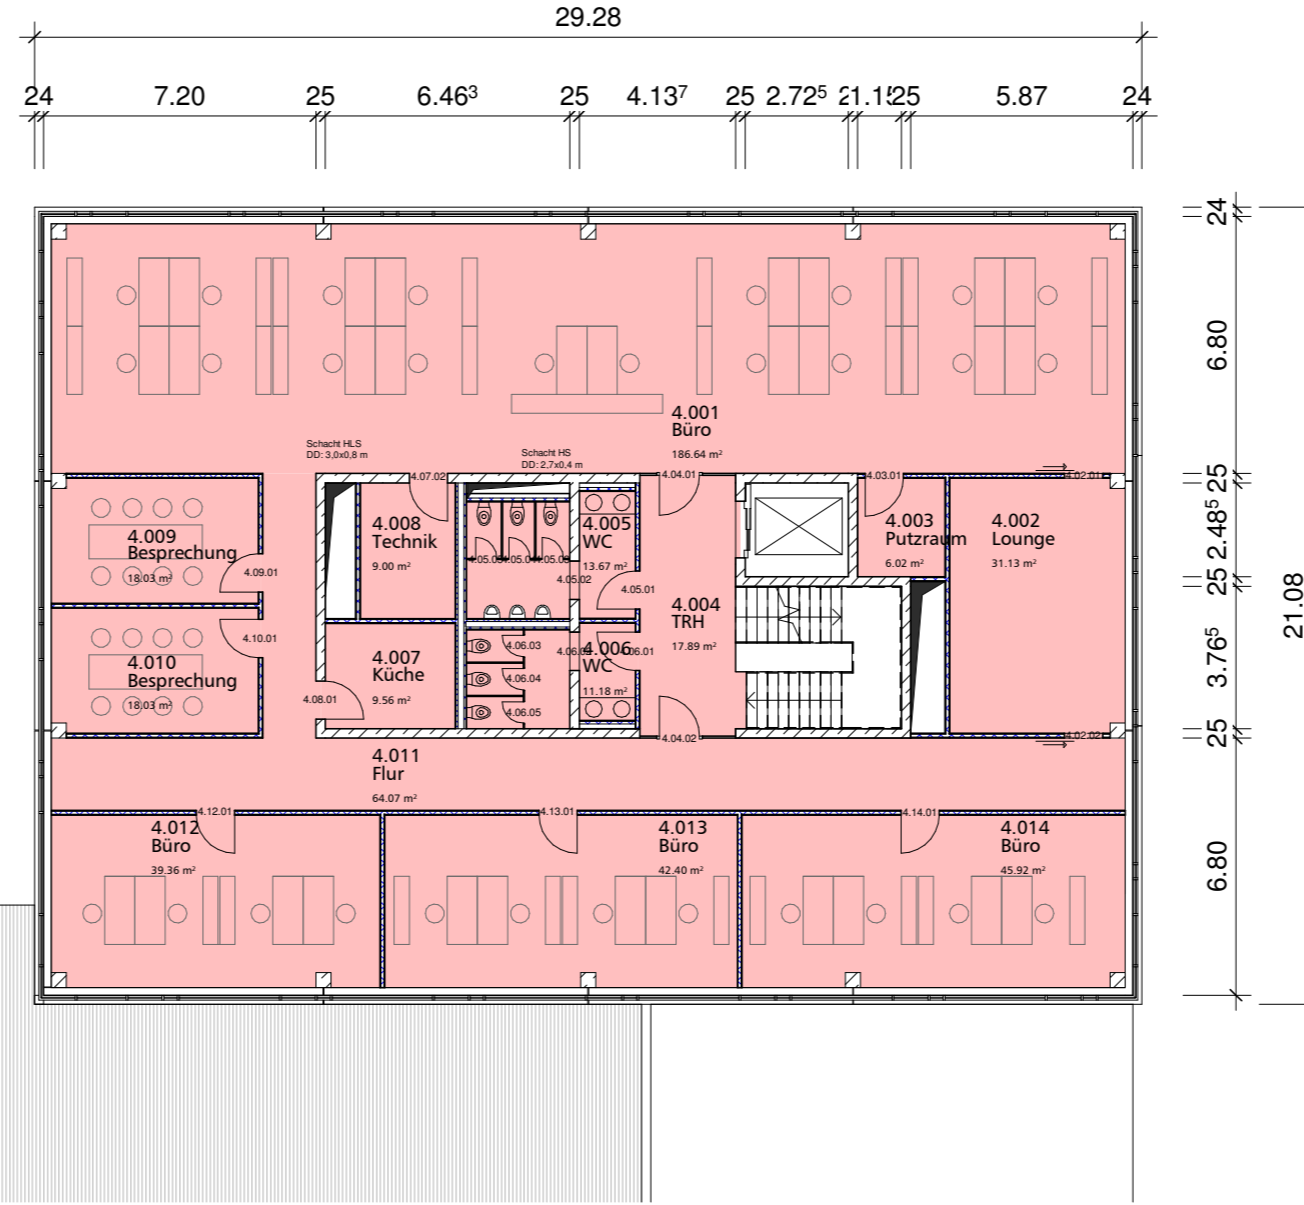 29.28
24 7.20 25 6.46³ 25 4.13⁷ 25 2.72⁵ 25 5.87 24
24
6.80
25
2.48⁵
25
3.76⁵
25
6.80
21.08
4.001
Büro
186.64 m²
Schacht HLS
DD: 3,0x0,8 m
Schacht HS
DD: 2,7x0,4 m
4.07.02
4.04.01
4.03.01
4.02.01
4.009
Besprechung
18.03 m²
4.09.01
4.008
Technik
9.00 m²
4.05.04
4.05.02
4.005
WC
13.67 m²
4.05.01
4.003
Putzraum
6.02 m²
4.002
Lounge
31.13 m²
4.004
TRH
17.89 m²
4.010
Besprechung
18.03 m²
4.10.01
4.08.01
4.007
Küche
9.56 m²
4.06.03
4.06.04
4.06.05
4.006
WC
11.18 m²
4.06.01
4.04.02
4.02.02
4.011
Flur
64.07 m²
4.12.01
4.13.01
4.14.01
4.012
Büro
39.36 m²
4.013
Büro
42.40 m²
4.014
Büro
45.92 m²